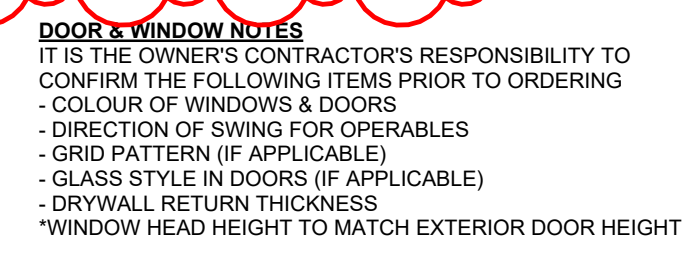 DOOR & WINDOW NOTES
IT IS THE OWNER'S CONTRACTOR'S RESPONSIBILITY TO
CONFIRM THE FOLLOWING ITEMS PRIOR TO ORDERING
- COLOUR OF WINDOWS & DOORS
- DIRECTION OF SWING FOR OPERABLES
- GRID PATTERN (IF APPLICABLE)
- GLASS STYLE IN DOORS (IF APPLICABLE)
- DRYWALL RETURN THICKNESS
*WINDOW HEAD HEIGHT TO MATCH EXTERIOR DOOR HEIGHT